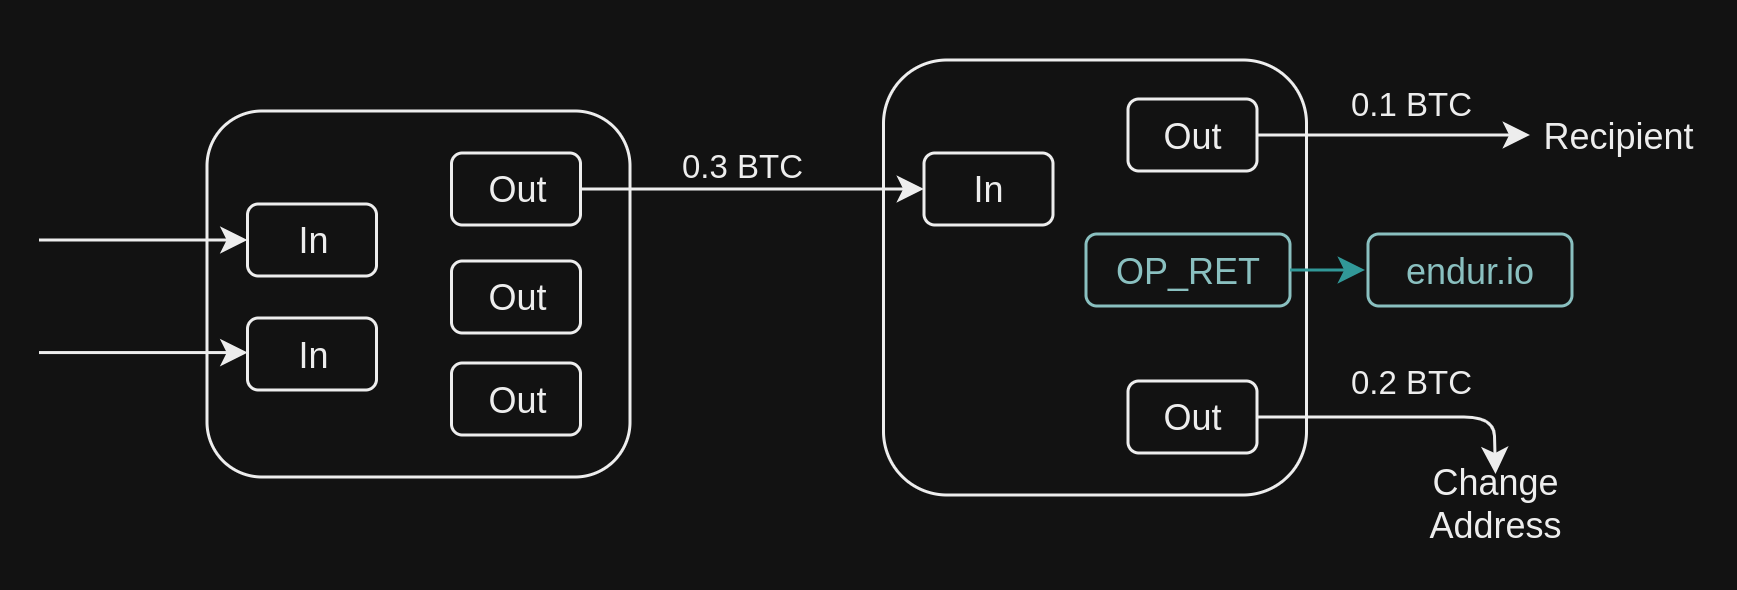 In
In
Out
Out
Out
0.3 BTC
In
Out
OP_RET
Out
0.1 BTC
Recipient
endur.io
0.2 BTC
Change
Address